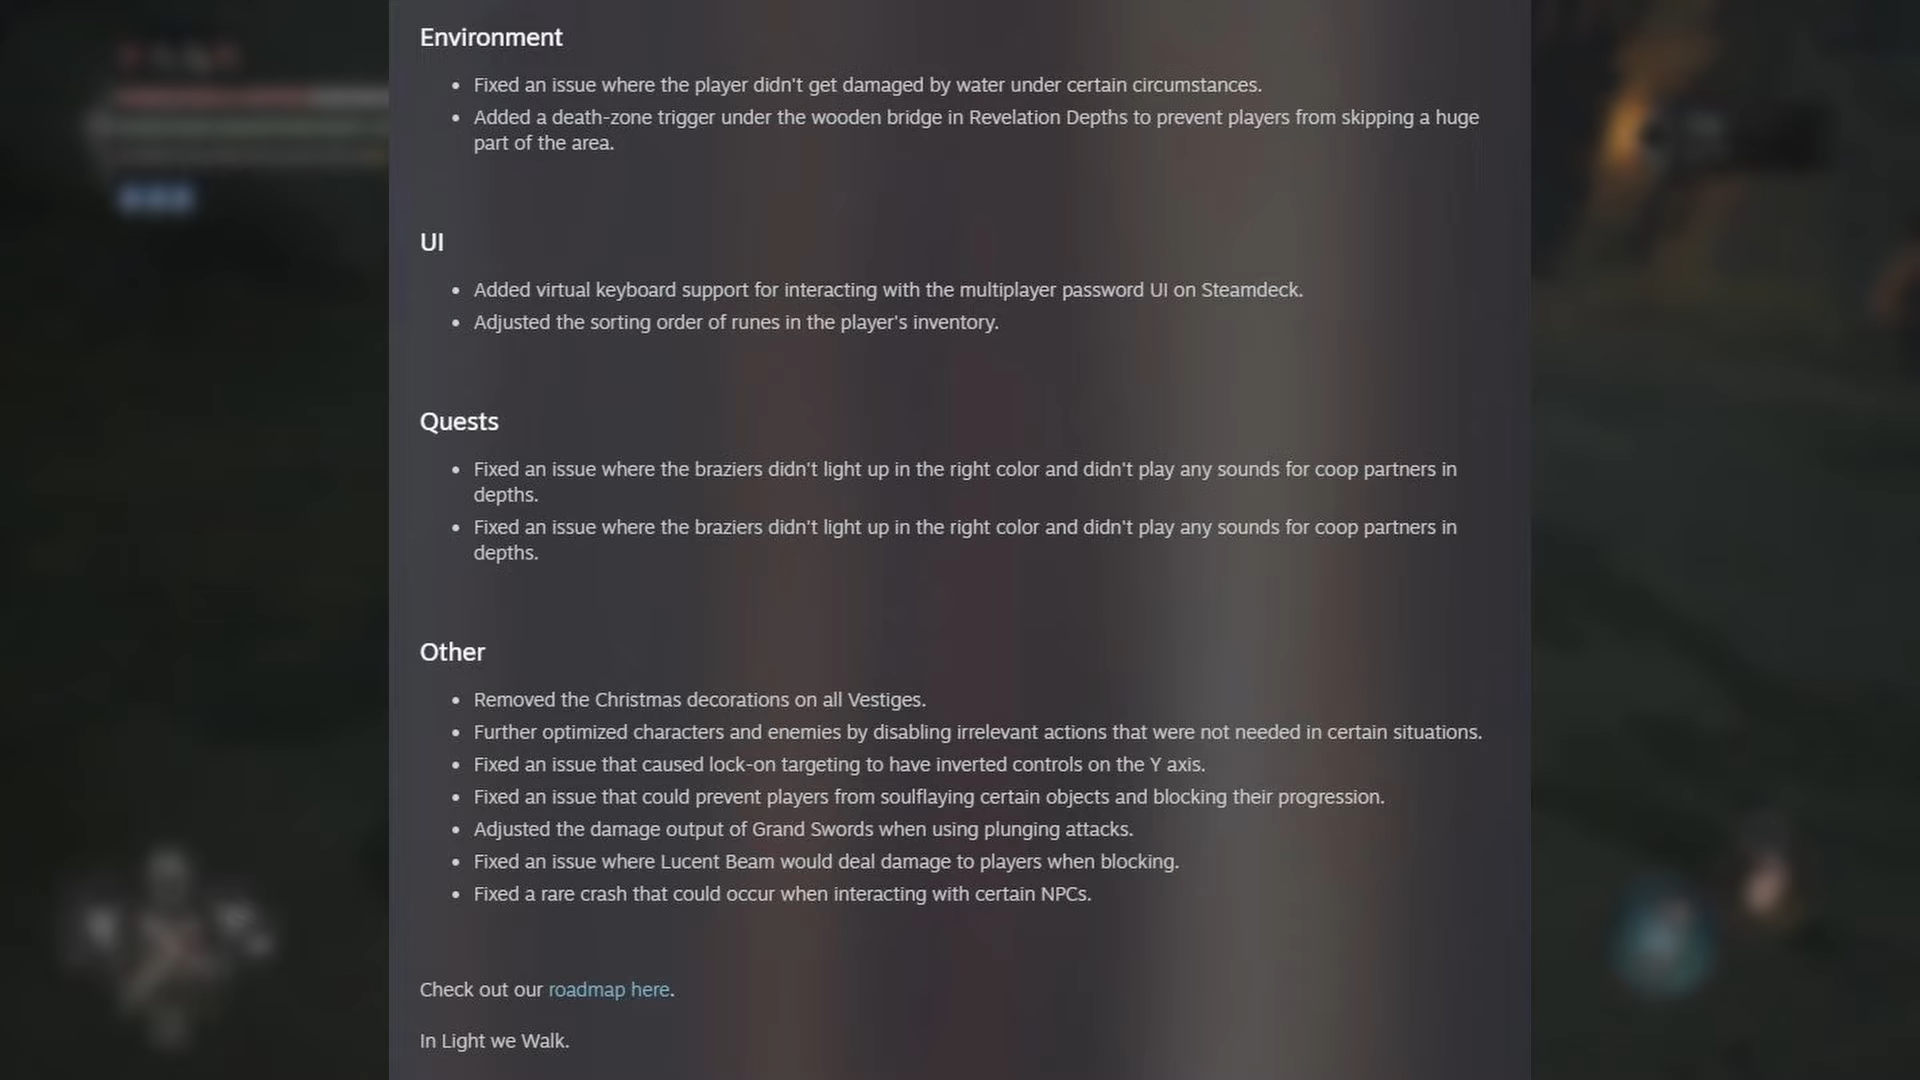 Environment
Fixed an issue where the player didn't get damaged by water under certain circumstances.
Added a death-zone trigger under the wooden bridge in Revelation Depths to prevent players from skipping a huge
part of the area.
UI
Added virtual keyboard support for interacting with the multiplayer password UI on Steamdeck.
Adjusted the sorting order of runes in the player's inventory.
Quests
Fixed an issue where the braziers didn't light up in the right color and didn't play any sounds for coop partners in
depths.
Fixed an issue where the braziers didn't light up in the right color and didn't play any sounds for coop partners in
depths.
Other
Removed the Christmas decorations on all Vestiges.
Further optimized characters and enemies by disabling irrelevant actions that were not needed in certain situations.
Fixed an issue that caused lock-on targeting to have inverted controls on the Y axis.
Fixed an issue that could prevent players from soulflaying certain objects and blocking their progression.
Adjusted the damage output of Grand Swords when using plunging attacks.
Fixed an issue where Lucent Beam would deal damage to players when blocking.
Fixed a rare crash that could occur when interacting with certain NPCs.
Check out our roadmap here.
In Light we Walk.